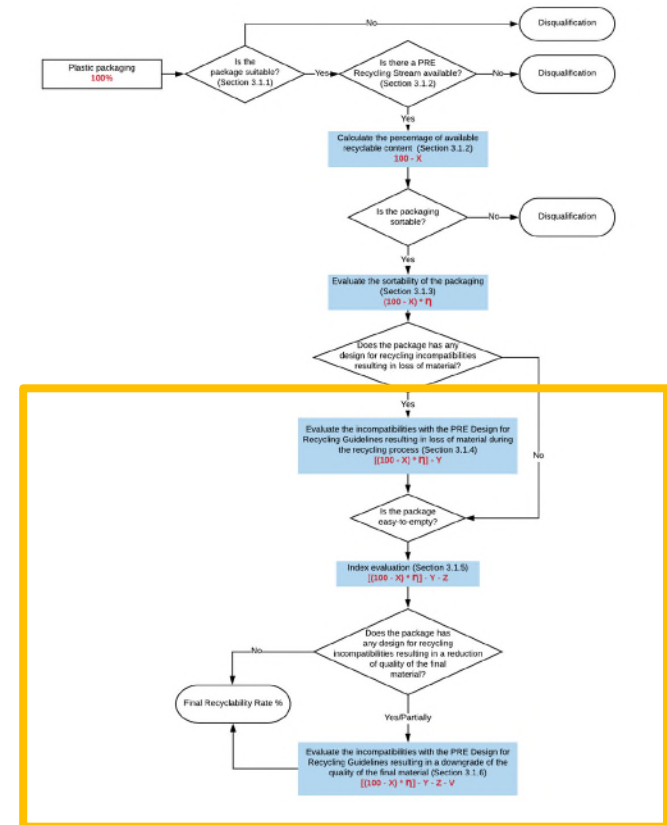 No
Disqualification
Plastic packaging
100%
Is the
package suitable?
(Section 3.1.1)
Yes
Is there a PRE
Recycling Stream available?
(Section 3.1.2)
No
Disqualification
Yes
Calculate the percentage of available
recyclable content (Section 3.1.2)
100 - X
Is the packaging
sortable?
No
Disqualification
Yes
Evaluate the sortability of the packaging
(Section 3.1.3)
(100 - X) * η
Does the package has any
design for recycling incompatibilities
resulting in loss of material?
Yes
Evaluate the incompatibilities with the PRE Design for
Recycling Guidelines resulting in loss of material during
the recycling process (Section 3.1.4)
[(100 - X) * η] - Y
No
Is the package
easy-to-empty?
Index evaluation (Section 3.1.5)
[(100 - X) * η] - Y - Z
Does the package has
any design for recycling
incompatibilities resulting in a reduction
of quality of the final
material?
No
Final Recyclability Rate %
Yes/Partially
Evaluate the incompatibilities with the PRE Design for
Recycling Guidelines resulting in a downgrade of the
quality of the final material (Section 3.1.6)
[(100 - X) * η] - Y - Z - V